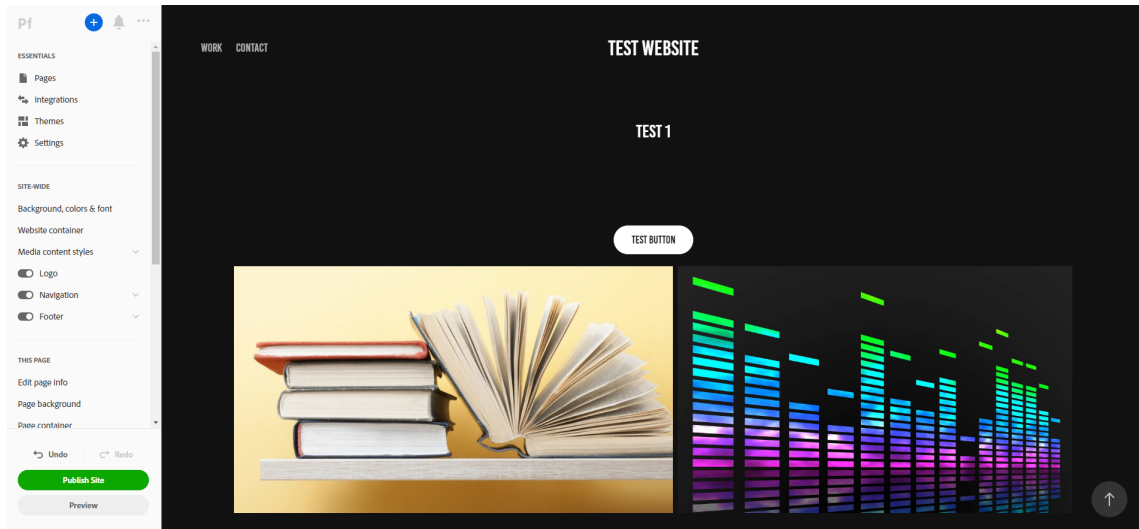 Pf
ESSENTIALS
Pages
Integrations
Themes
Settings
SITE-WIDE
Background, colors & font
Website container
Media content styles
Logo
Navigation
Footer
THIS PAGE
Edit page info
Page background
Page container
Undo Redo
Publish Site
Preview
WORK CONTACT
TEST WEBSITE
TEST 1
TEST BUTTON